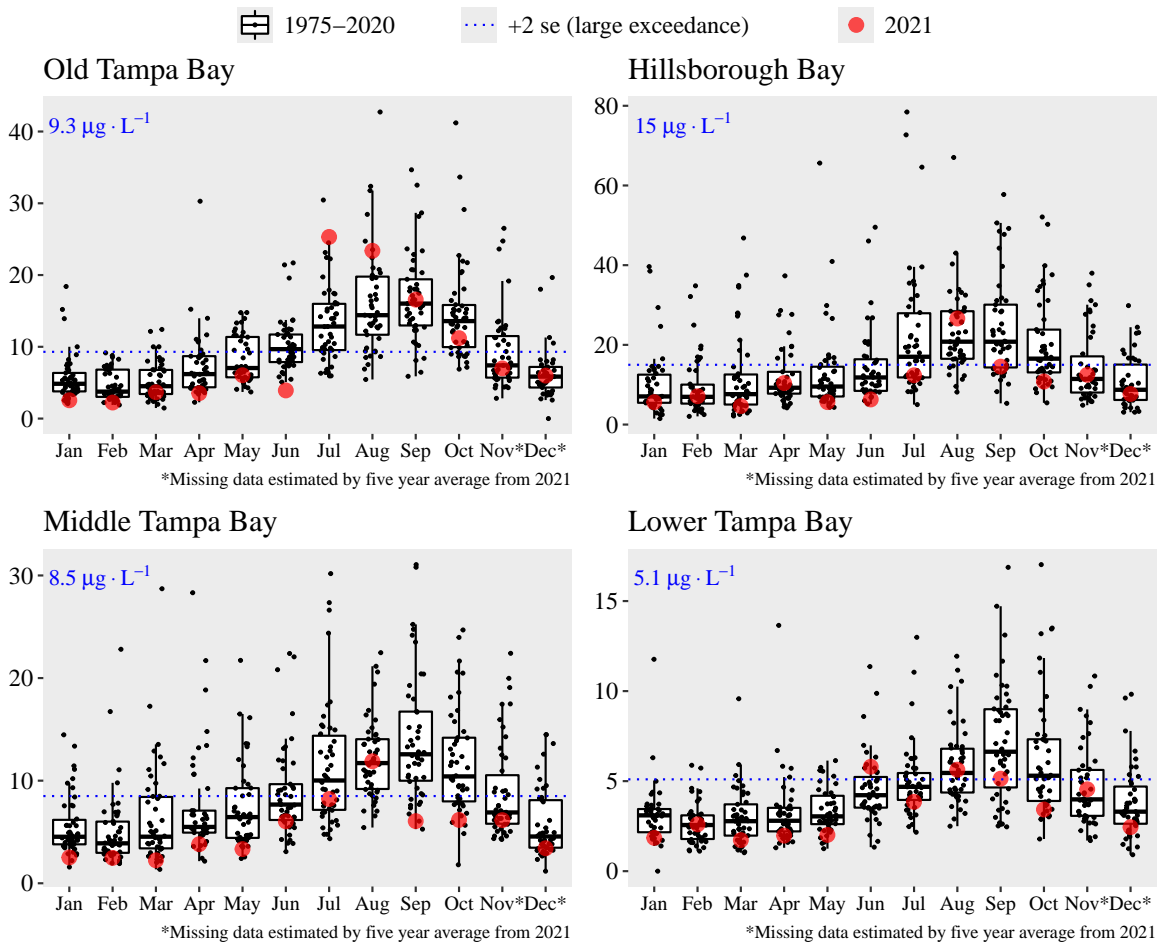 1975–2020 +2 se (large exceedance) 2021
Old Tampa Bay
9.3 μg · L⁻¹
40
30
20
10
0
Jan Feb Mar Apr May Jun Jul Aug Sep Oct Nov* Dec*
*Missing data estimated by five year average from 2021
Hillsborough Bay
15 μg · L⁻¹
80
60
40
20
0
Jan Feb Mar Apr May Jun Jul Aug Sep Oct Nov* Dec*
*Missing data estimated by five year average from 2021
Middle Tampa Bay
8.5 μg · L⁻¹
30
20
10
0
Jan Feb Mar Apr May Jun Jul Aug Sep Oct Nov* Dec*
*Missing data estimated by five year average from 2021
Lower Tampa Bay
5.1 μg · L⁻¹
15
10
5
0
Jan Feb Mar Apr May Jun Jul Aug Sep Oct Nov* Dec*
*Missing data estimated by five year average from 2021